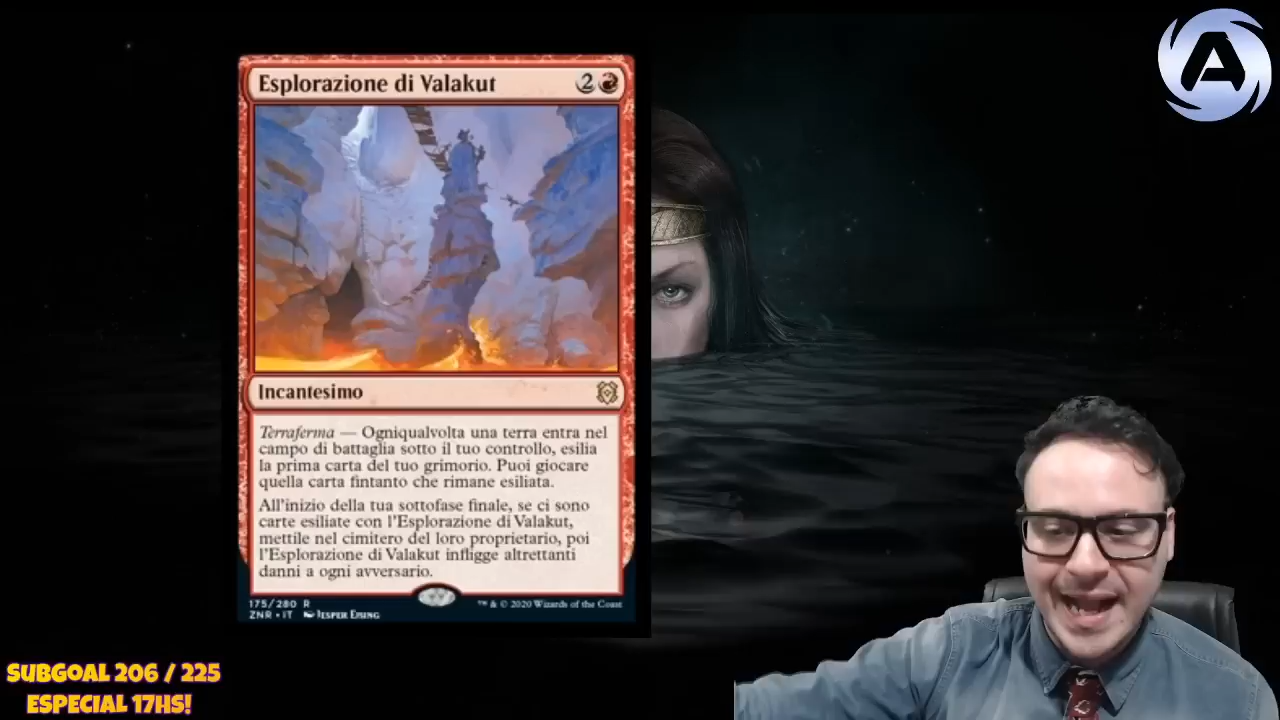 Esplorazione di Valakut 2
Incantesimo
Terraferma — Ogniqualvolta una terra entra nel
campo di battaglia sotto il tuo controllo, esilia
la prima carta del tuo grimorio. Puoi giocare
quella carta fintanto che rimane esiliata.
All'inizio della tua sottofase finale, se ci sono
carte esiliate con l'Esplorazione di Valakut,
mettile nel cimitero del loro proprietario, poi
l'Esplorazione di Valakut infligge altrettanti
danni a ogni avversario.
175/280 R
™ & © 2020 Wizards of the Coast
ZNR • IT Jesper Ejsing
A
SUBGOAL 206 / 225
ESPECIAL 17HS!